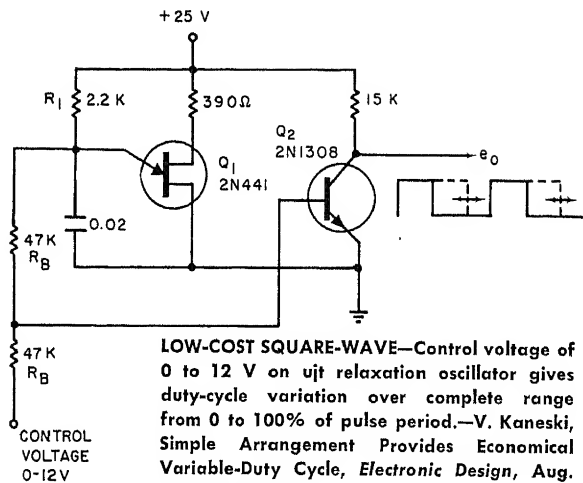 +25 V
R1 2.2 K
390Ω
15 K
Q2
2N1308
Q1
2N441
eo
0.02
47K
RB
47 K
RB
CONTROL
VOLTAGE
0-12V
LOW-COST SQUARE-WAVE—Control voltage of
0 to 12 V on ujt relaxation oscillator gives
duty-cycle variation over complete range
from 0 to 100% of pulse period.—V. Kaneski,
Simple Arrangement Provides Economical
Variable-Duty Cycle, Electronic Design, Aug.